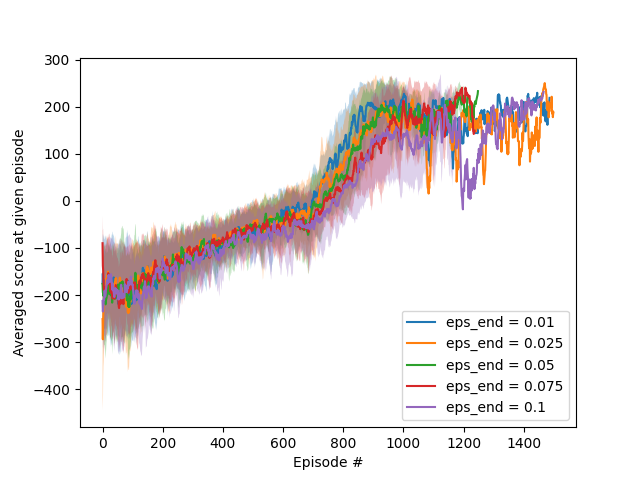 Averaged score at given episode
300
200
100
0
−100
−200
−300
−400
0
200
400
600
800
1000
1200
1400
Episode #
eps_end = 0.01
eps_end = 0.025
eps_end = 0.05
eps_end = 0.075
eps_end = 0.1